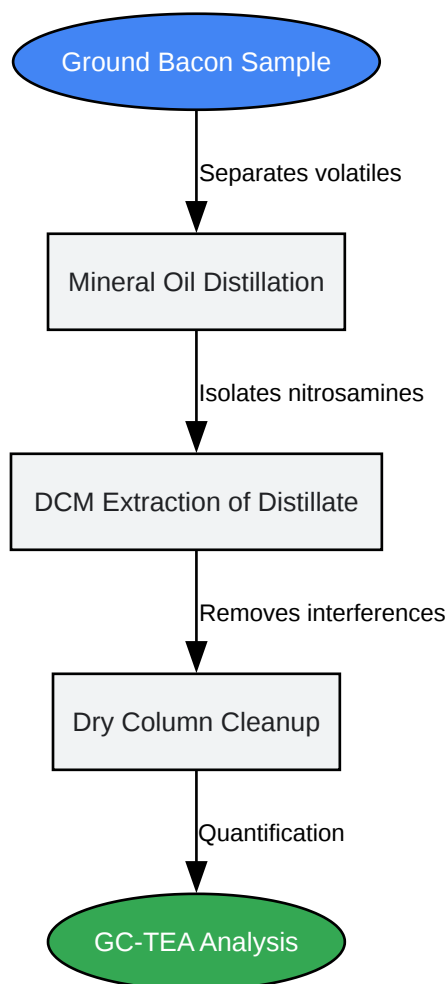 Ground Bacon Sample
Separates volatiles
Mineral Oil Distillation
Isolates nitrosamines
DCM Extraction of Distillate
Removes interferences
Dry Column Cleanup
Quantification
GC-TEA Analysis